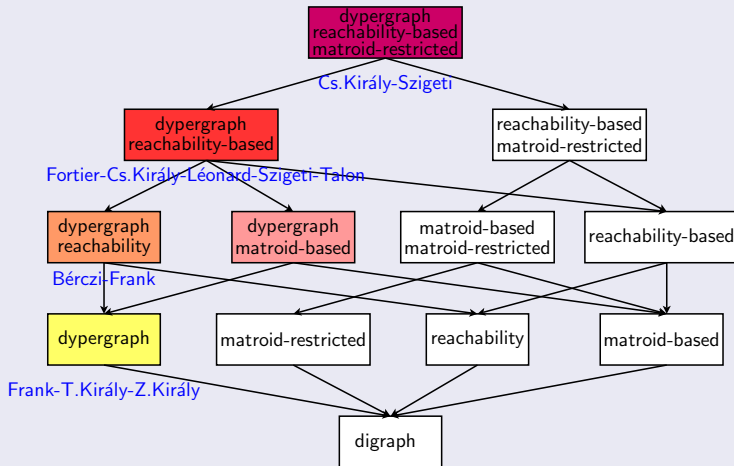 dypergraph
reachability-based
matroid-restricted
Cs.Király-Szigeti
dypergraph
reachability-based
reachability-based
matroid-restricted
Fortier-Cs.Király-Léonard-Szigeti-Talon
dypergraph
reachability
dypergraph
matroid-based
matroid-based
matroid-restricted
reachability-based
Bérczi-Frank
dypergraph
matroid-restricted
reachability
matroid-based
Frank-T.Király-Z.Király
digraph